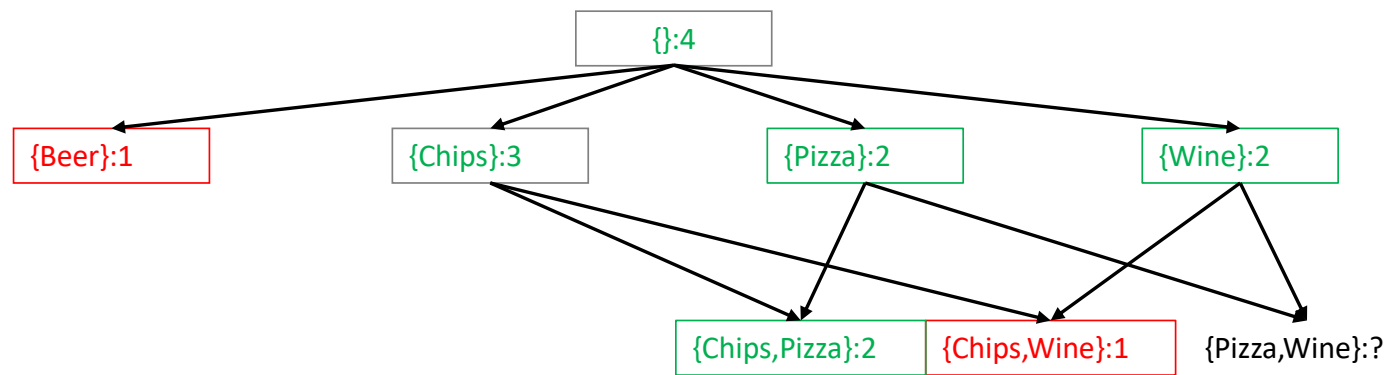 {}:4
{Beer}:1
{Chips}:3
{Pizza}:2
{Wine}:2
{Chips,Pizza}:2
{Chips,Wine}:1
{Pizza,Wine}:?